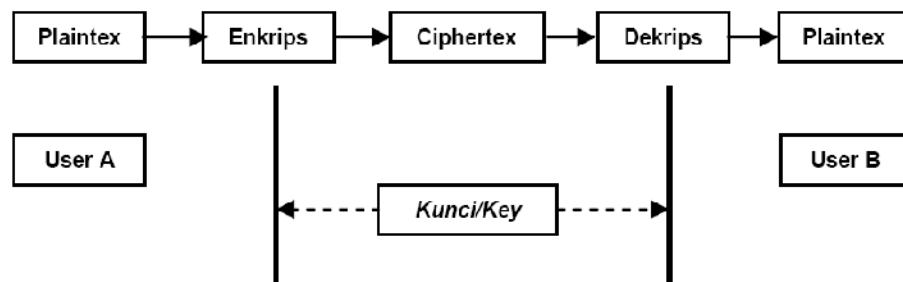 Plaintex Enkrips Ciphertex Dekrips Plaintex
User A User B
Kunci/Key